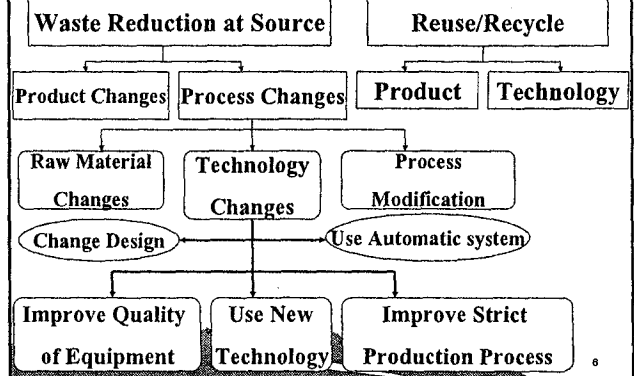 Waste Reduction at Source
Reuse/Recycle
Product Changes
Process Changes
Product
Technology
Raw Material
Changes
Technology
Changes
Process
Modification
Change Design
Use Automatic system
Improve Quality
of Equipment
Use New
Technology
Improve Strict
Production Process
6